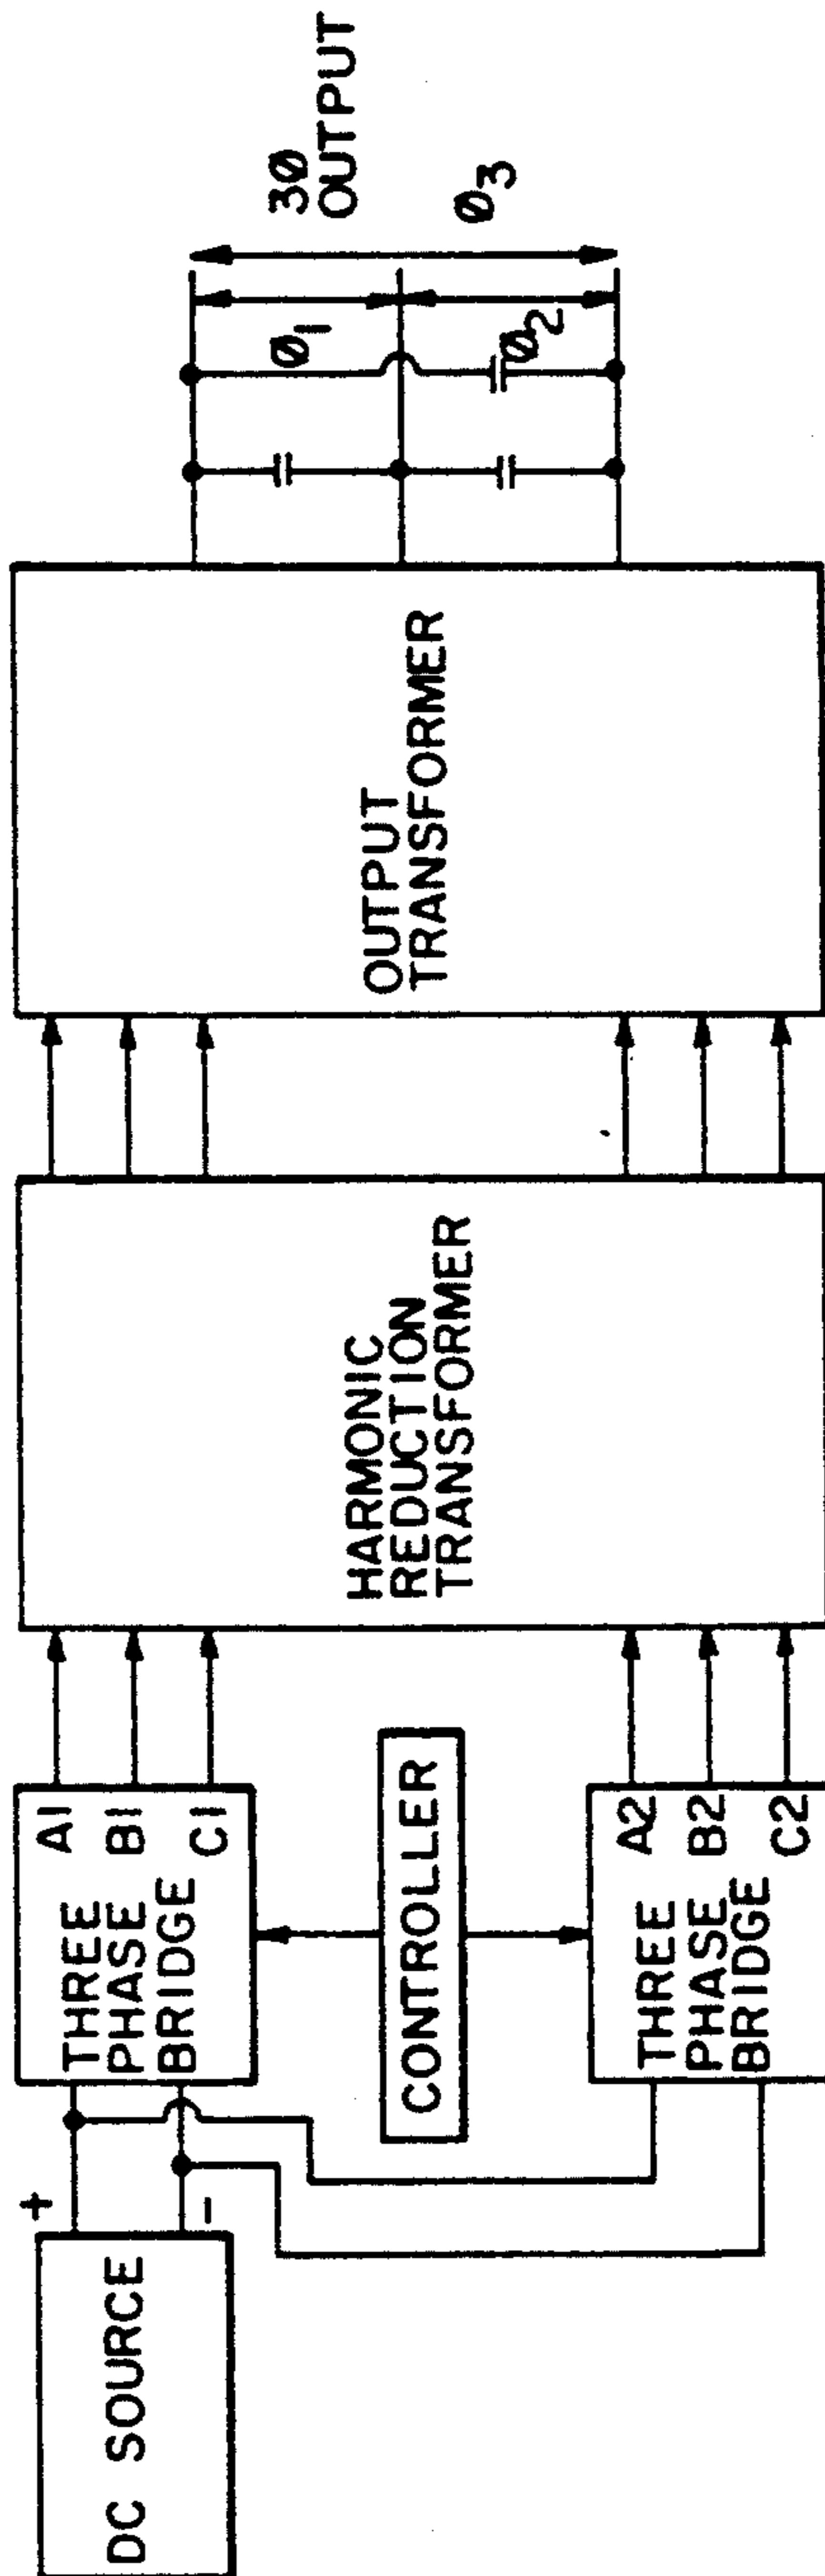 DC SOURCE
+
-
THREE
PHASE
BRIDGE
A1
B1
C1
CONTROLLER
THREE
PHASE
BRIDGE
A2
B2
C2
HARMONIC
REDUCTION
TRANSFORMER
OUTPUT
TRANSFORMER
Ø1
Ø2
3Ø
OUTPUT
Ø3